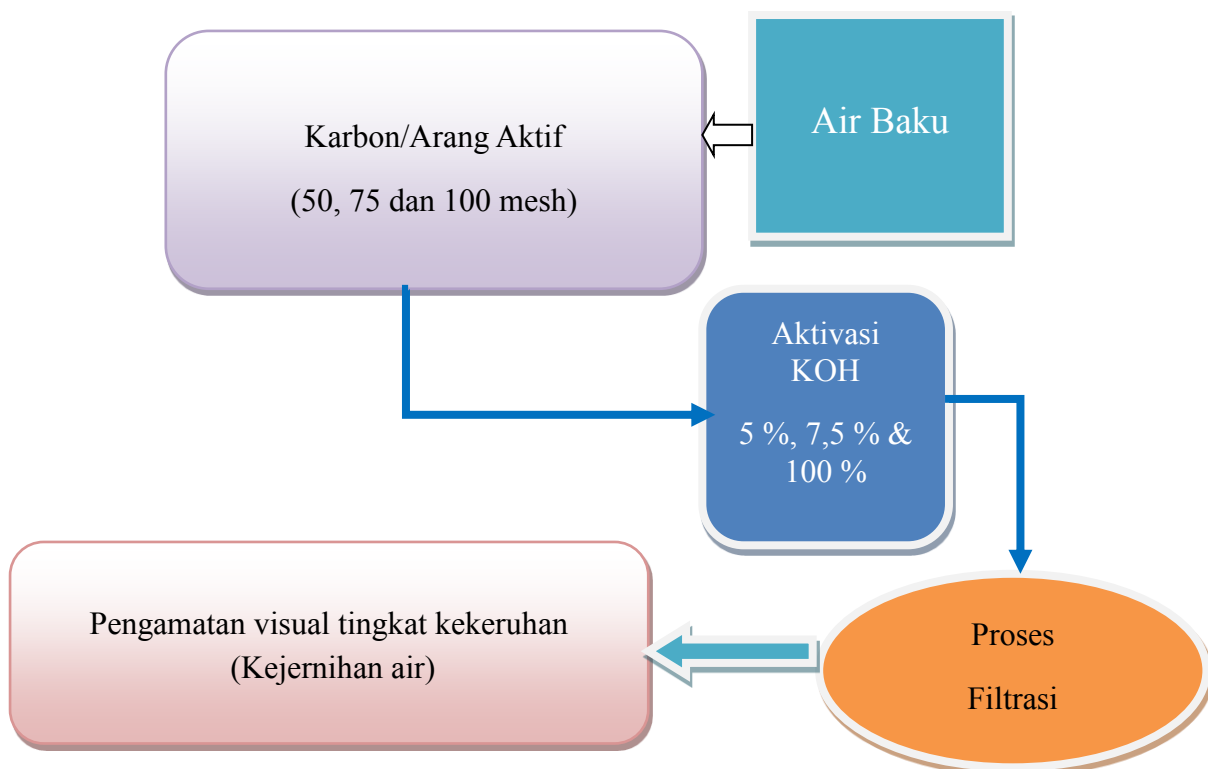 Air Baku
Karbon/Arang Aktif
(50, 75 dan 100 mesh)
Aktivasi
KOH
5 %, 7,5 % &
100 %
Proses
Filtrasi
Pengamatan visual tingkat kekeruhan
(Kejernihan air)